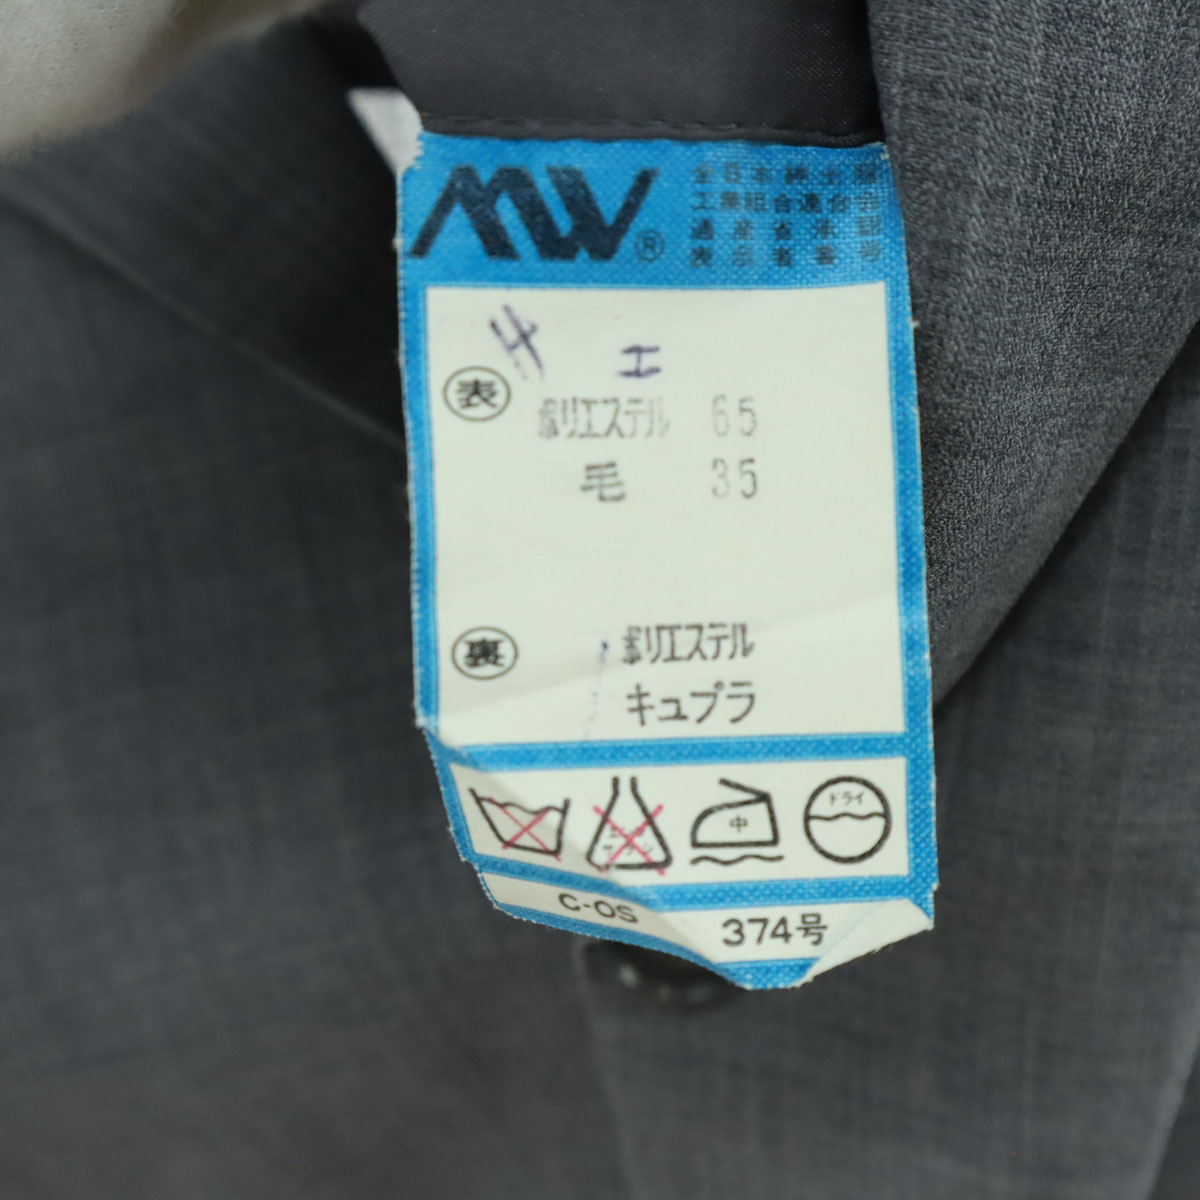 MW®
全日本紳士服
工業組合連合会
通産省承認
表示者番号
表
ポリエステル 65
毛 35
裏
ポリエステル
キュプラ
中
ドライ
C-OS
374号